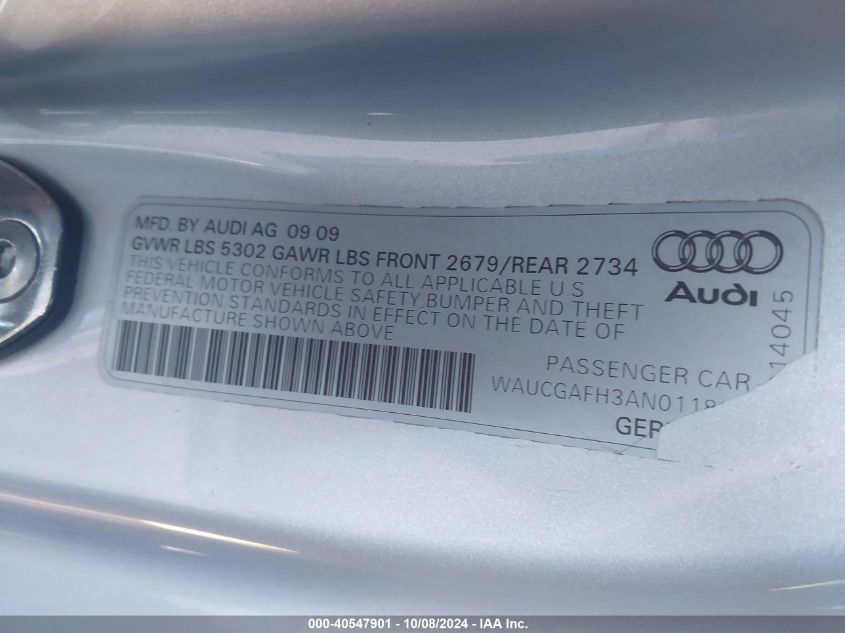 MFD. BY AUDI AG 09 09
GVWR LBS 5302 GAWR LBS FRONT 2679/REAR 2734
THIS VEHICLE CONFORMS TO ALL APPLICABLE U S
FEDERAL MOTOR VEHICLE SAFETY, BUMPER AND THEFT
PREVENTION STANDARDS IN EFFECT ON THE DATE OF
MANUFACTURE SHOWN ABOVE
Audi
14045
PASSENGER CAR
WAUCGAFH3AN011
GER
000-40547901 - 10/08/2024 - IAA Inc.